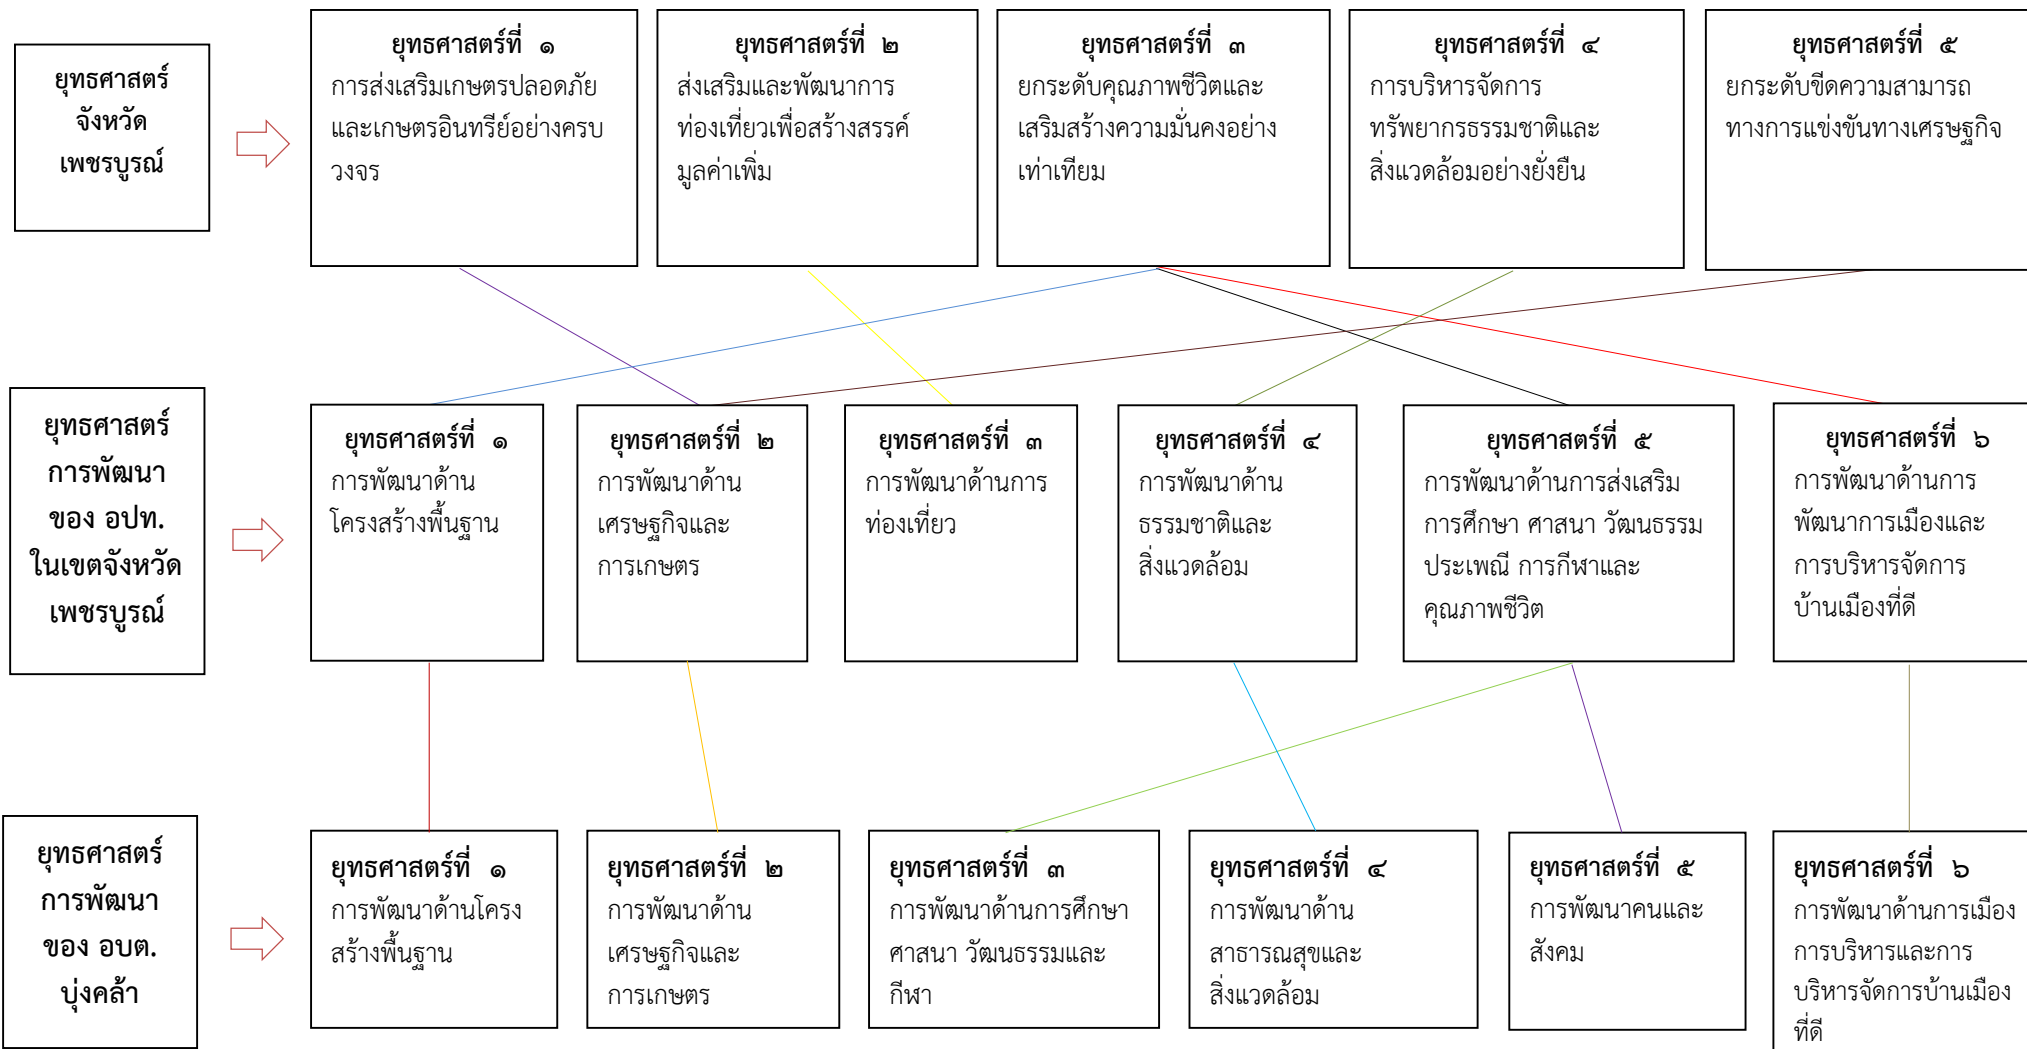 ยุทธศาสตร์
จังหวัด
เพชรบูรณ์
ยุทธศาสตร์ที่ ๑
การส่งเสริมเกษตรปลอดภัย
และเกษตรอินทรีย์อย่างครบ
วงจร
ยุทธศาสตร์ที่ ๒
ส่งเสริมและพัฒนาการ
ท่องเที่ยวเพื่อสร้างสรรค์
มูลค่าเพิ่ม
ยุทธศาสตร์ที่ ๓
ยกระดับคุณภาพชีวิตและ
เสริมสร้างความมั่นคงอย่าง
เท่าเทียม
ยุทธศาสตร์ที่ ๔
การบริหารจัดการ
ทรัพยากรธรรมชาติและ
สิ่งแวดล้อมอย่างยั่งยืน
ยุทธศาสตร์ที่ ๕
ยกระดับขีดความสามารถ
ทางการแข่งขันทางเศรษฐกิจ
ยุทธศาสตร์
การพัฒนา
ของ อปท.
ในเขตจังหวัด
เพชรบูรณ์
ยุทธศาสตร์ที่ ๑
การพัฒนาด้าน
โครงสร้างพื้นฐาน
ยุทธศาสตร์ที่ ๒
การพัฒนาด้าน
เศรษฐกิจและ
การเกษตร
ยุทธศาสตร์ที่ ๓
การพัฒนาด้านการ
ท่องเที่ยว
ยุทธศาสตร์ที่ ๔
การพัฒนาด้าน
ธรรมชาติและ
สิ่งแวดล้อม
ยุทธศาสตร์ที่ ๕
การพัฒนาด้านการส่งเสริม
การศึกษา ศาสนา วัฒนธรรม
ประเพณี การกีฬาและ
คุณภาพชีวิต
ยุทธศาสตร์ที่ ๖
การพัฒนาด้านการ
พัฒนาการเมืองและ
การบริหารจัดการ
บ้านเมืองที่ดี
ยุทธศาสตร์
การพัฒนา
ของ อบต.
บุ่งคล้า
ยุทธศาสตร์ที่ ๑
การพัฒนาด้านโครง
สร้างพื้นฐาน
ยุทธศาสตร์ที่ ๒
การพัฒนาด้าน
เศรษฐกิจและ
การเกษตร
ยุทธศาสตร์ที่ ๓
การพัฒนาด้านการศึกษา
ศาสนา วัฒนธรรมและ
กีฬา
ยุทธศาสตร์ที่ ๔
การพัฒนาด้าน
สาธารณสุขและ
สิ่งแวดล้อม
ยุทธศาสตร์ที่ ๕
การพัฒนาคนและ
สังคม
ยุทธศาสตร์ที่ ๖
การพัฒนาด้านการเมือง
การบริหารและการ
บริหารจัดการบ้านเมือง
ที่ดี